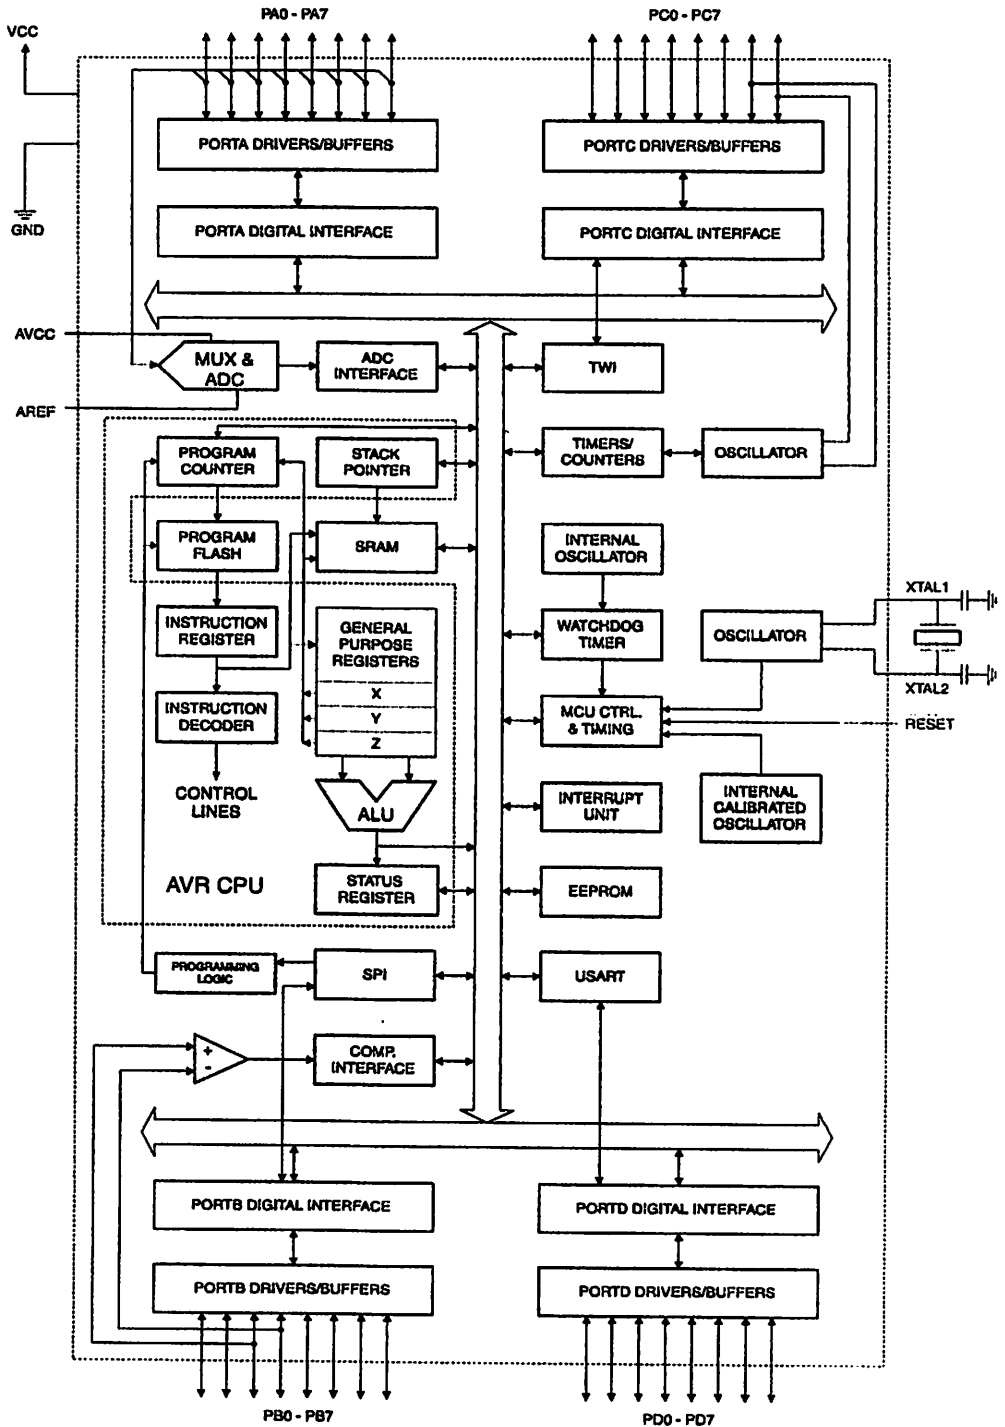 PA0 - PA7
PC0 - PC7
VCC
PORTA DRIVERS/BUFFERS
PORTC DRIVERS/BUFFERS
GND
PORTA DIGITAL INTERFACE
PORTC DIGITAL INTERFACE
AVCC
MUX &
ADC
ADC
INTERFACE
TWI
AREF
PROGRAM
COUNTER
STACK
POINTER
TIMERS/
COUNTERS
OSCILLATOR
PROGRAM
FLASH
SRAM
INTERNAL
OSCILLATOR
XTAL1
INSTRUCTION
REGISTER
GENERAL
PURPOSE
REGISTERS
WATCHDOG
TIMER
OSCILLATOR
X
XTAL2
INSTRUCTION
DECODER
Y
MCU CTRL.
& TIMING
RESET
Z
CONTROL
LINES
ALU
INTERRUPT
UNIT
INTERNAL
CALIBRATED
OSCILLATOR
AVR CPU
STATUS
REGISTER
EEPROM
PROGRAMMING
LOGIC
SPI
USART
+
-
COMP.
INTERFACE
PORTB DIGITAL INTERFACE
PORTD DIGITAL INTERFACE
PORTB DRIVERS/BUFFERS
PORTD DRIVERS/BUFFERS
PB0 - PB7
PD0 - PD7